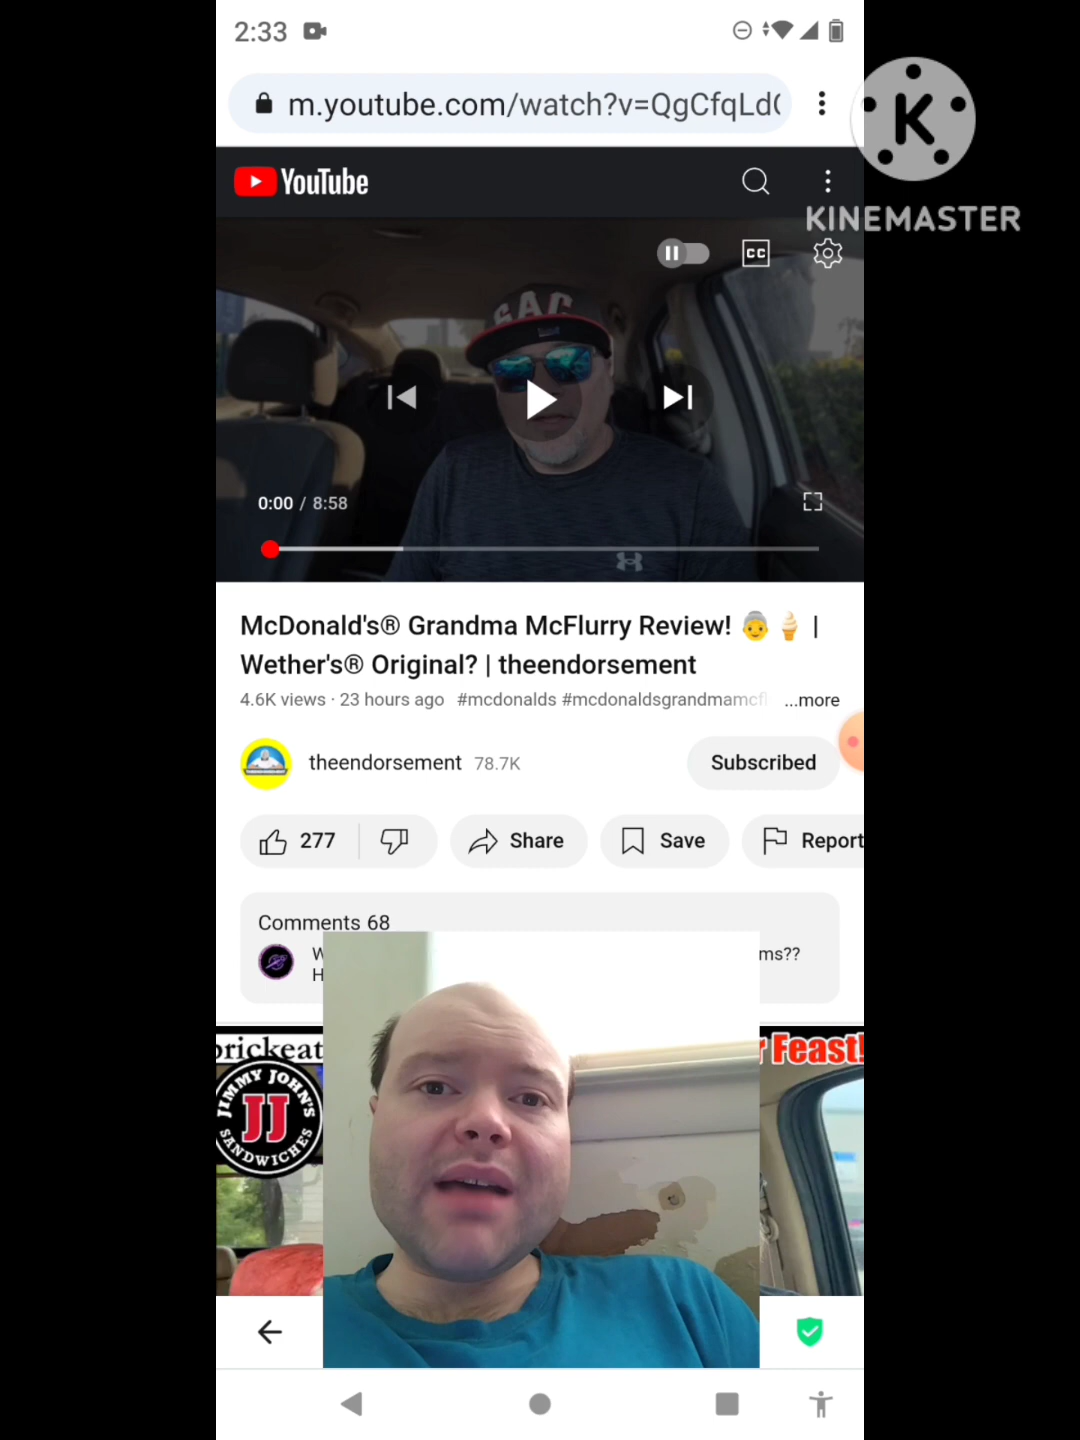 2:33
m.youtube.com/watch?v=QgCfqLd
K
KINEMASTER
YouTube
CC
SAC
0:00 / 8:58
McDonald's® Grandma McFlurry Review! 👵🍦 |
Wether's® Original? | theendorsement
4.6K views · 23 hours ago #mcdonalds #mcdonaldsgrandmamcfl ...more
theendorsement 78.7K
Subscribed
277
Share
Save
Report
Comments 68
ms??
H
prickeat
Feast!
JIMMY JOHN'S
JJ
SANDWICHES